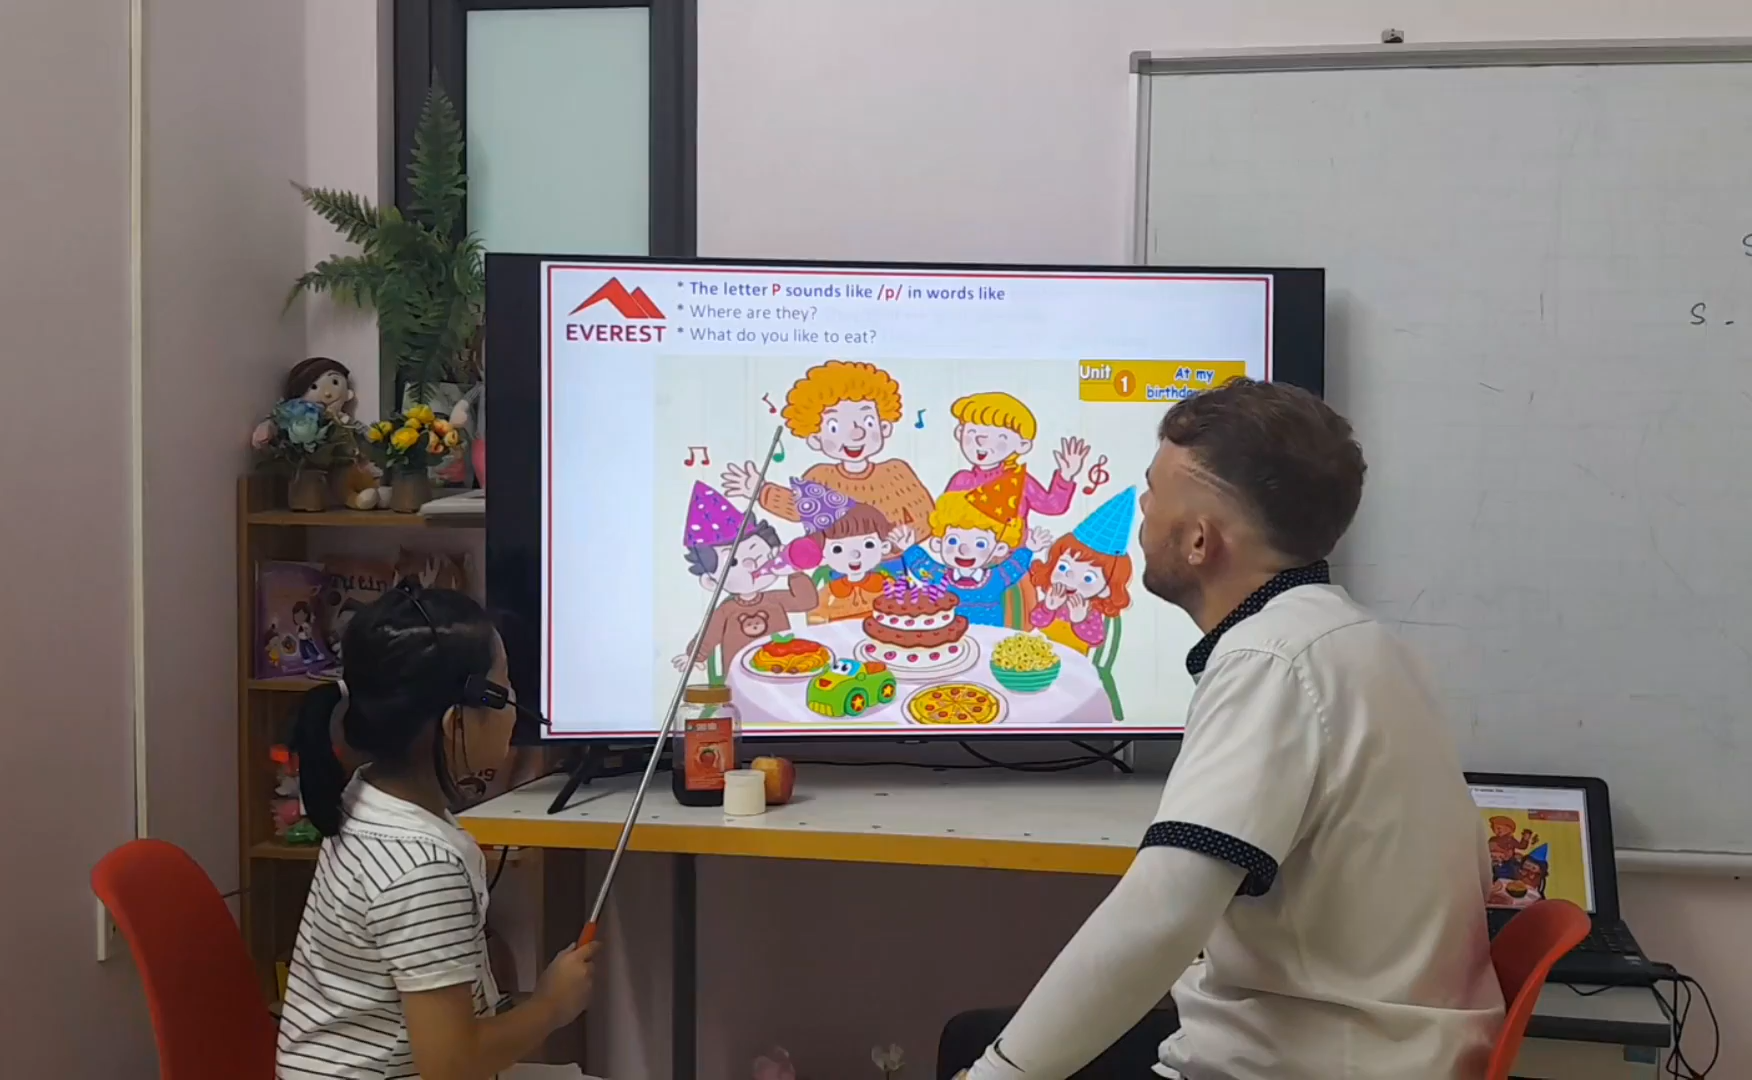 * The letter P sounds like /p/ in words like
* Where are they?
* What do you like to eat?
EVEREST
Unit 1
At my
S
S -